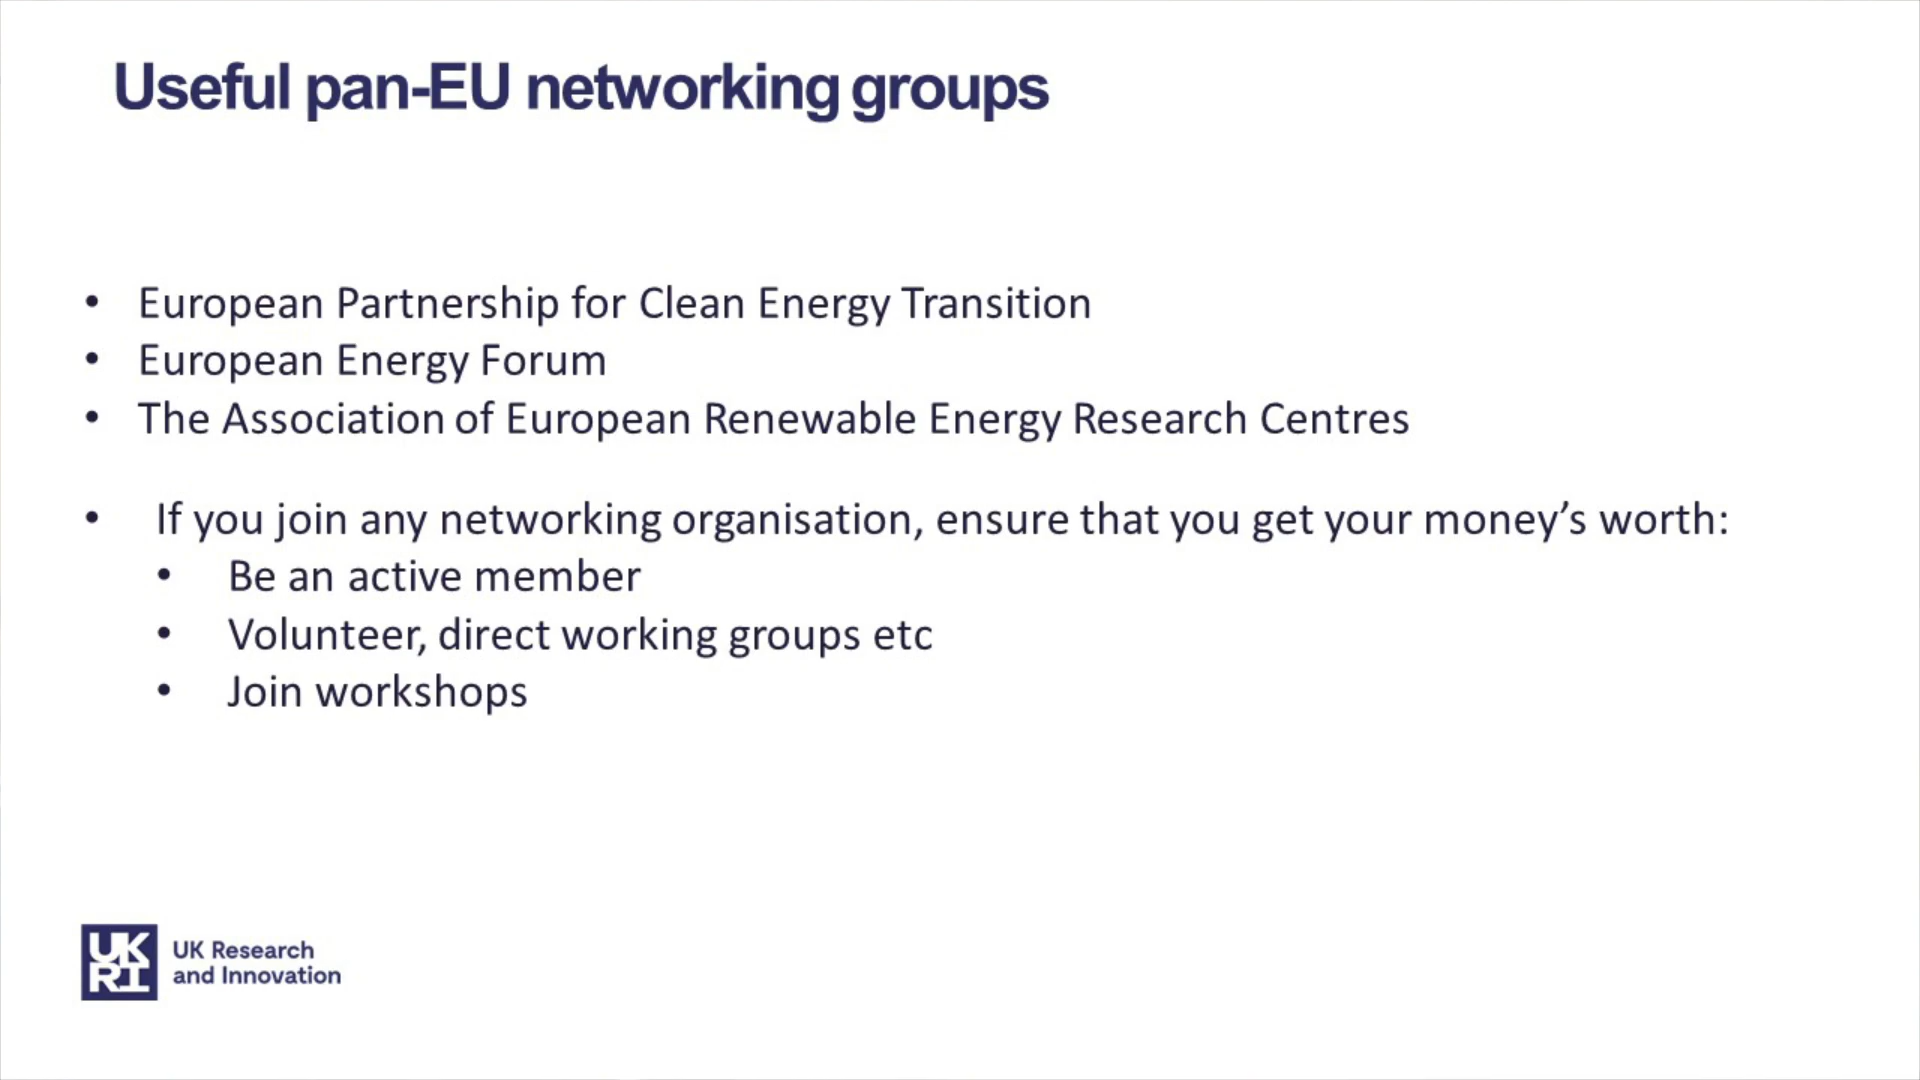 Useful pan-EU networking groups
• European Partnership for Clean Energy Transition
• European Energy Forum
• The Association of European Renewable Energy Research Centres
• If you join any networking organisation, ensure that you get your money’s worth:
• Be an active member
• Volunteer, direct working groups etc
• Join workshops
UK
RI
UK Research
and Innovation